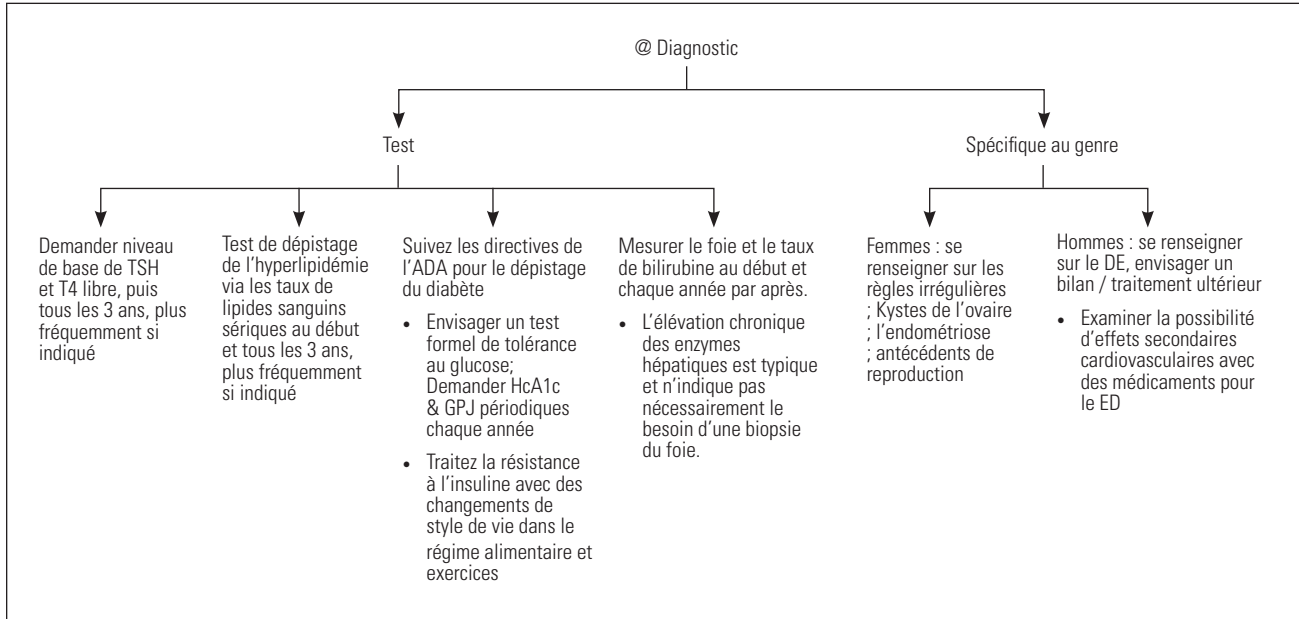 @ Diagnostic
Test
Spécifique au genre
Demander niveau
de base de TSH
et T4 libre, puis
tous les 3 ans, plus
fréquemment si
indiqué
Test de dépistage
de l'hyperlipidémie
via les taux de
lipides sanguins
sériques au début
et tous les 3 ans,
plus fréquemment
si indiqué
Suivez les directives de
l'ADA pour le dépistage
du diabète
• Envisager un test
formel de tolérance
au glucose;
Demander HcA1c
& GPJ périodiques
chaque année
• Traitez la résistance
à l'insuline avec des
changements de
style de vie dans le
régime alimentaire et
exercices
Mesurer le foie et le taux
de bilirubine au début et
chaque année par après.
• L'élévation chronique
des enzymes
hépatiques est typique
et n'indique pas
nécessairement le
besoin d'une biopsie
du foie.
Femmes : se
renseigner sur les
règles irrégulières
; Kystes de l'ovaire
; l'endométriose
; antécédents de
reproduction
Hommes : se renseigner
sur le DE, envisager un
bilan / traitement ultérieur
• Examiner la possibilité
d'effets secondaires
cardiovasculaires avec
des médicaments pour
le ED